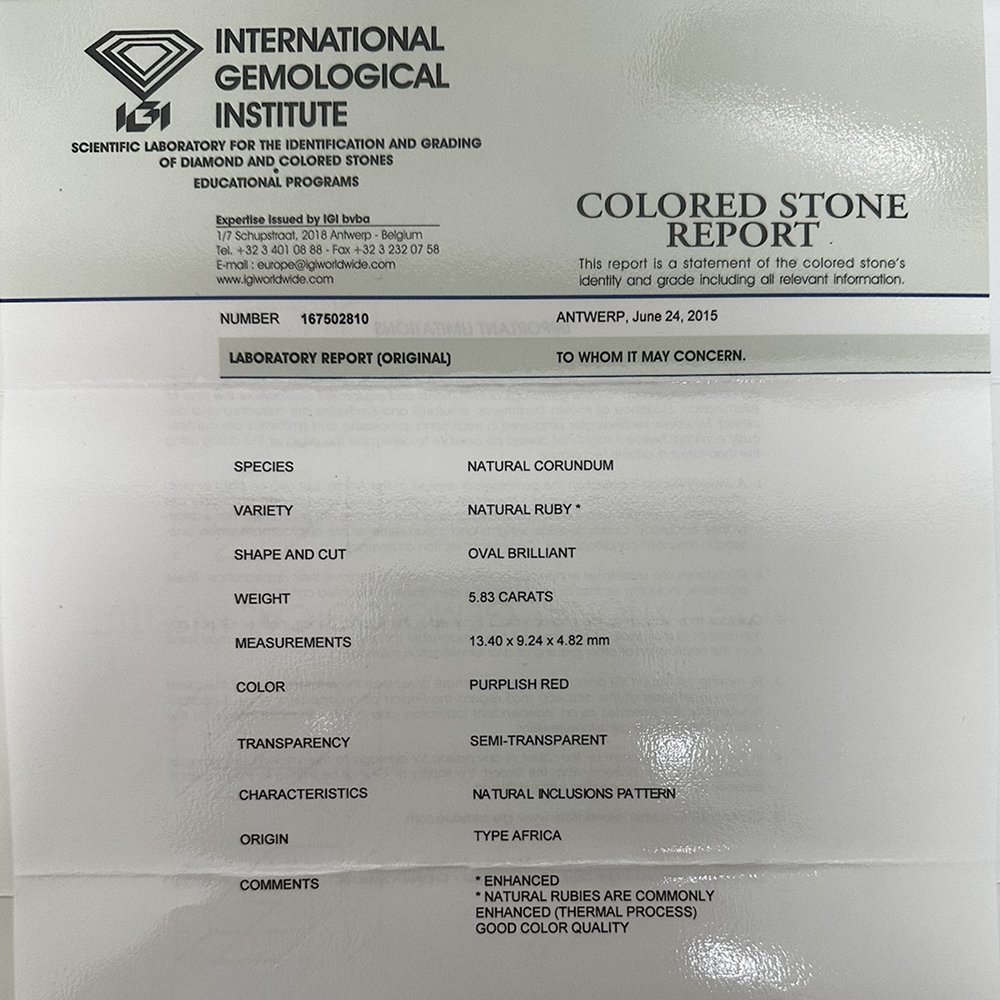 INTERNATIONAL
GEMOLOGICAL
INSTITUTE
IGI
SCIENTIFIC LABORATORY FOR THE IDENTIFICATION AND GRADING
OF DIAMOND AND COLORED STONES
•
EDUCATIONAL PROGRAMS
Expertise issued by IGI bvba
1/7 Schupstraat, 2018 Antwerp - Belgium
Tel. +32 3 401 08 88 - Fax +32 3 232 07 58
E-mail : europe@igiworldwide.com
www.igiworldwide.com
COLORED STONE
REPORT
This report is a statement of the colored stone's
identity and grade including all relevant information.
NUMBER 167502810 ANTWERP, June 24, 2015
LABORATORY REPORT (ORIGINAL) TO WHOM IT MAY CONCERN.
SPECIES NATURAL CORUNDUM
VARIETY NATURAL RUBY *
SHAPE AND CUT OVAL BRILLIANT
WEIGHT 5.83 CARATS
MEASUREMENTS 13.40 x 9.24 x 4.82 mm
COLOR PURPLISH RED
TRANSPARENCY SEMI-TRANSPARENT
CHARACTERISTICS NATURAL INCLUSIONS PATTERN
ORIGIN TYPE AFRICA
COMMENTS * ENHANCED
* NATURAL RUBIES ARE COMMONLY
ENHANCED (THERMAL PROCESS)
GOOD COLOR QUALITY